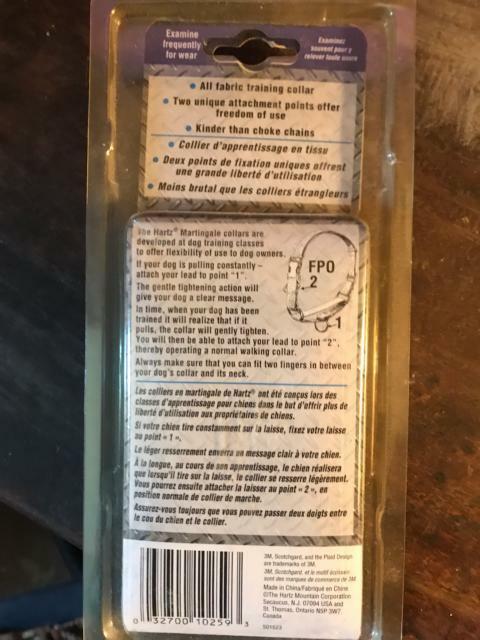 Examine
frequently
for wear
Examinez
souvent pour y
relever toute usure
• All fabric training collar
• Two unique attachment points offer
freedom of use
• Kinder than choke chains
• Collier d'apprentissage en tissu
• Deux points de fixation uniques offrent
une grande liberté d'utilisation
• Moins brutal que les colliers étrangleurs
The Hartz® Martingale collars are
developed at dog training classes
to offer flexibility of use to dog owners.
If your dog is pulling constantly –
attach your lead to point "1".
The gentle tightening action will
give your dog a clear message.
In time, when your dog has been
trained it will realize that if it
pulls, the collar will gently tighten.
You will then be able to attach your lead to point "2",
thereby operating a normal walking collar.
Always make sure that you can fit two fingers in between
your dog's collar and its neck.
FPO
2
1
Les colliers en martingale de Hartz® ont été conçus lors des
classes d'apprentissage pour chiens dans le but d'offrir plus de
liberté d'utilisation aux propriétaires de chiens.
Si votre chien tire constamment sur la laisse, fixez votre laisse
au point « 1 ».
Le léger resserrement enverra un message clair à votre chien.
À la longue, au cours de son apprentissage, le chien réalisera
que lorsqu'il tire sur la laisse, le collier se resserre légèrement.
Vous pourrez ensuite attacher la laisser au point « 2 », en
position normale de collier de marche.
Assurez-vous toujours que vous pouvez passer deux doigts entre
le cou du chien et le collier.
0 32700 10259 3
3M, Scotchgard, and the Plaid Design
are trademarks of 3M.
3M, Scotchgard, et le motif écossais
sont des marques de commerce de 3M
Made in China/Fabriqué en Chine
©The Hartz Mountain Corporation
Secaucus, N.J. 07094 USA and
St. Thomas, Ontario N5P 3W7,
Canada
501623